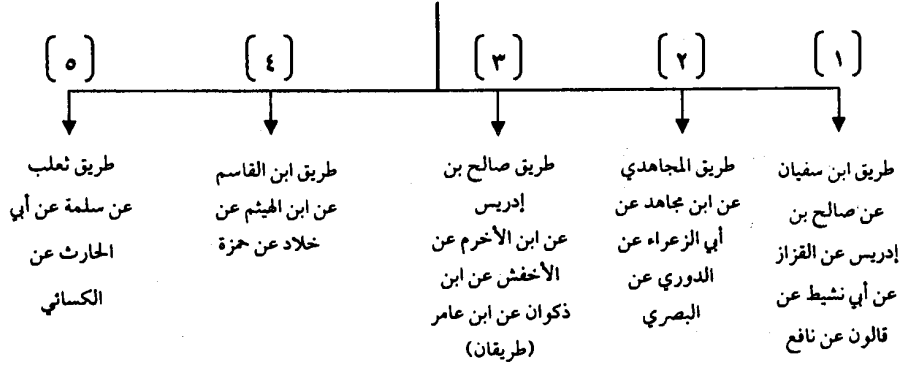 (١)
طريق ابن سفيان
عن صالح بن
إدريس عن القزاز
عن أبي نشيط عن
قالون عن نافع
(٢)
طريق المجاهدي
عن ابن مجاهد عن
أبي الزعراء عن
الدوري عن
البصري
(٣)
طريق صالح بن
إدريس
عن ابن الأخرم عن
الأخفش عن ابن
ذكوان عن ابن عامر
(طريقان)
(٤)
طريق ابن القاسم
عن ابن الهيثم عن
خلاد عن حمزة
(٥)
طريق ثعلب
عن سلمة عن أبي
الحارث عن
الكسائي